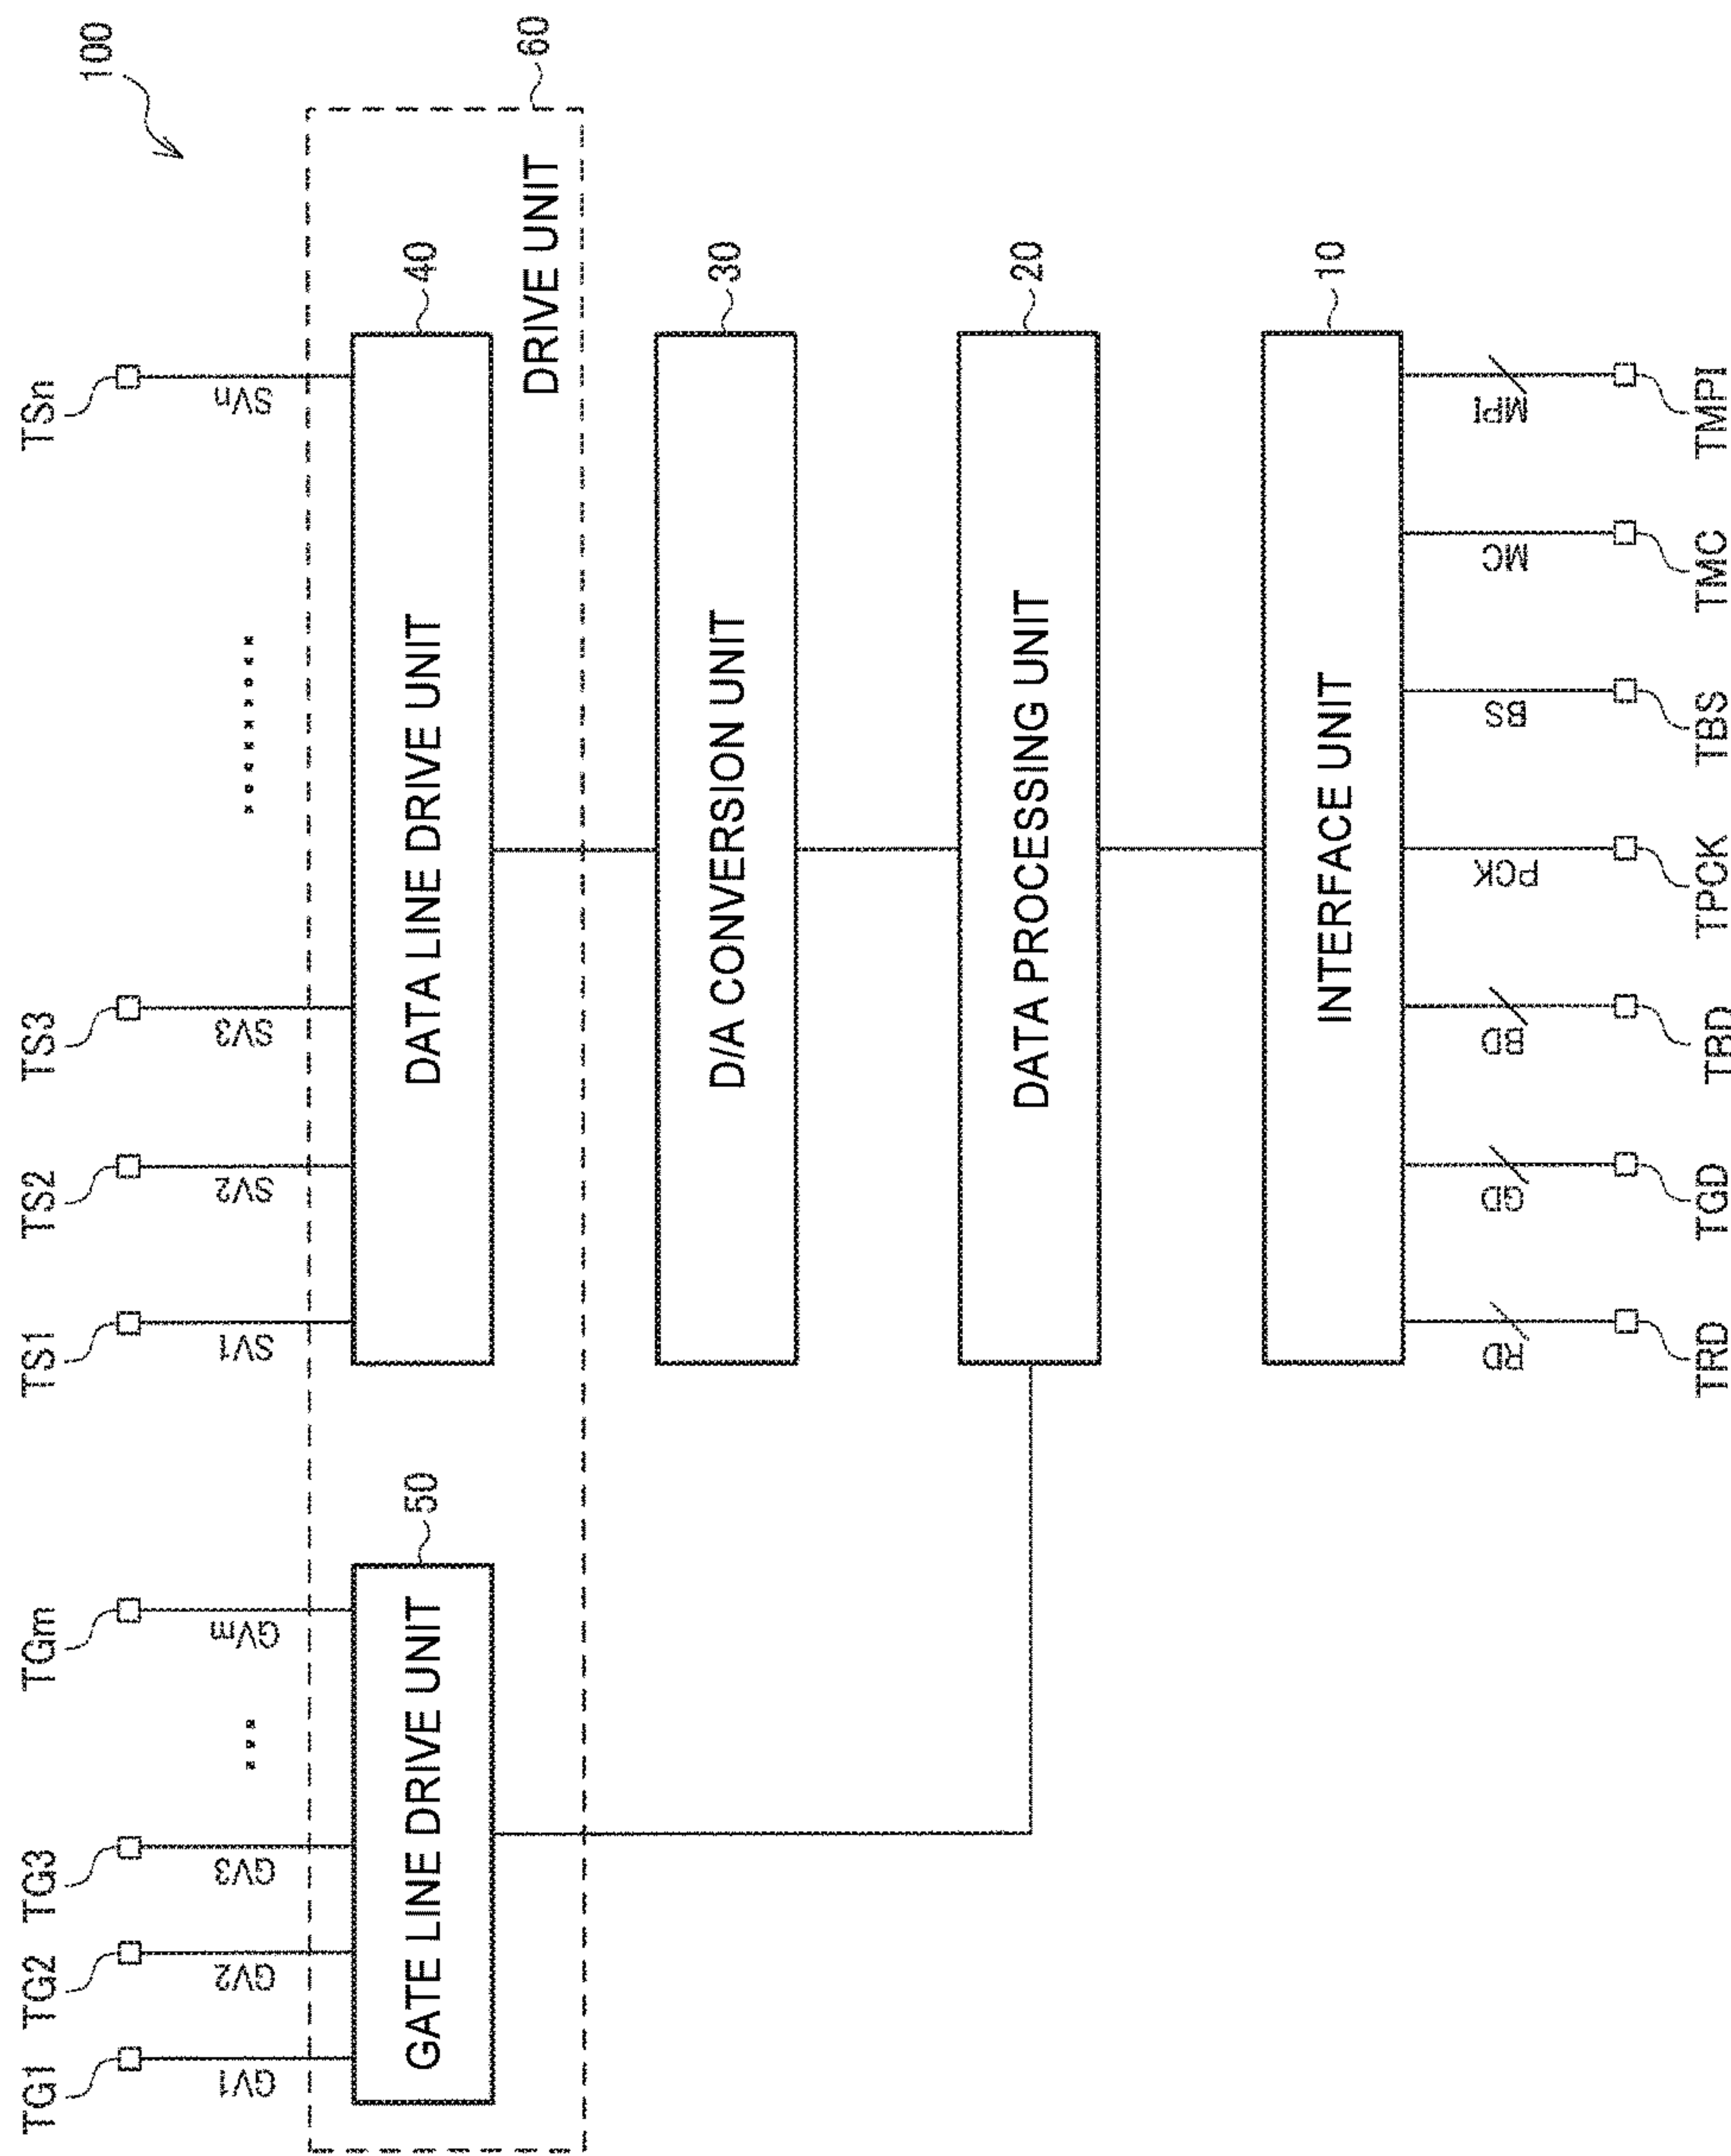 100
TG1
TG2
TG3
TGm
TS1
TS2
TS3
TSn
GV1
GV2
GV3
GVm
SV1
SV2
SV3
SVn
60
GATE LINE DRIVE UNIT
50
DATA LINE DRIVE UNIT
40
DRIVE UNIT
D/A CONVERSION UNIT
30
DATA PROCESSING UNIT
20
INTERFACE UNIT
10
RD
GD
BD
PCK
BS
MC
MPI
TRD
TGD
TBD
TPCK
TBS
TMC
TMPI